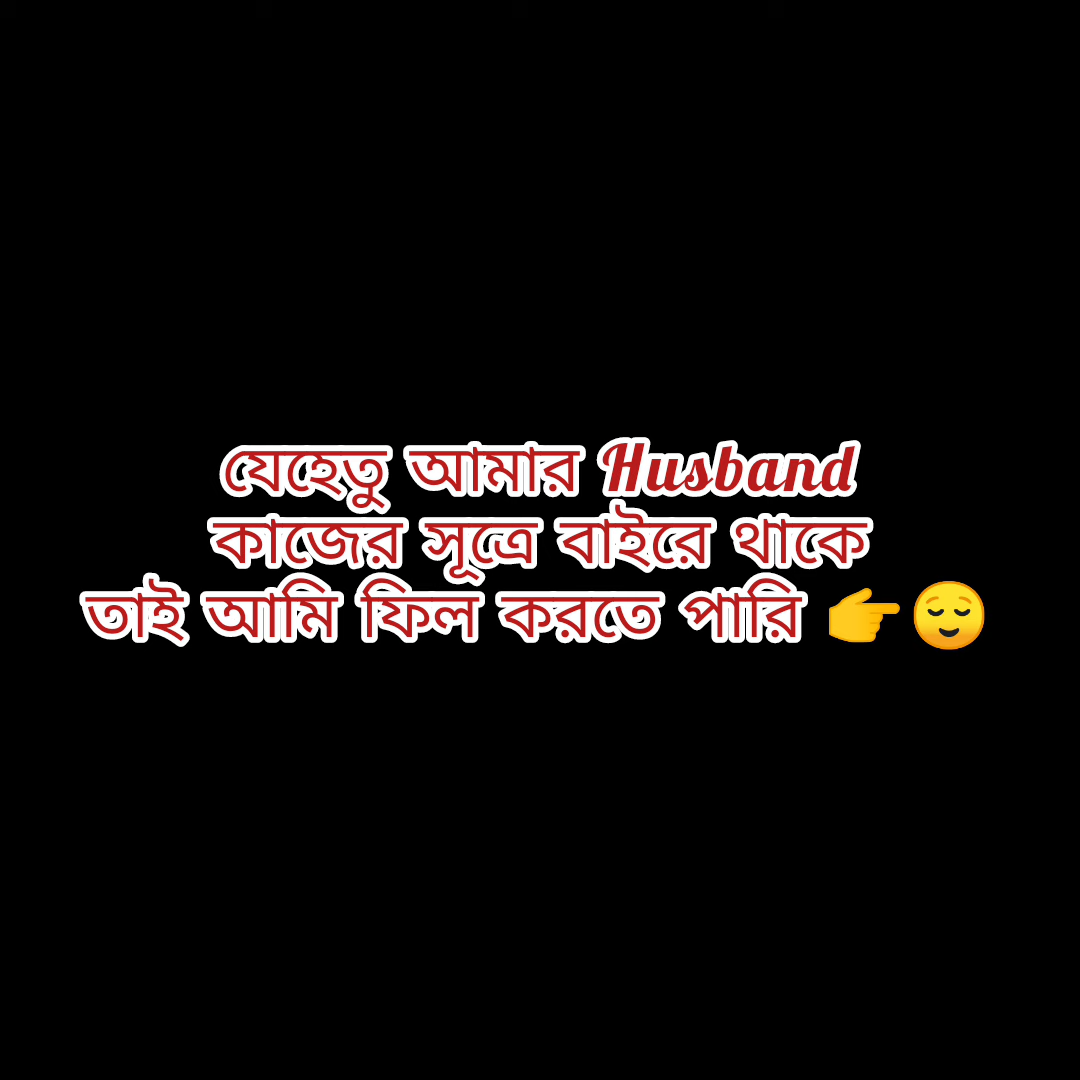 যেহেতু আমার Husband
কাজের সূত্রে বাইরে থাকে
তাই আমি ফিল করতে পারি 👉😌